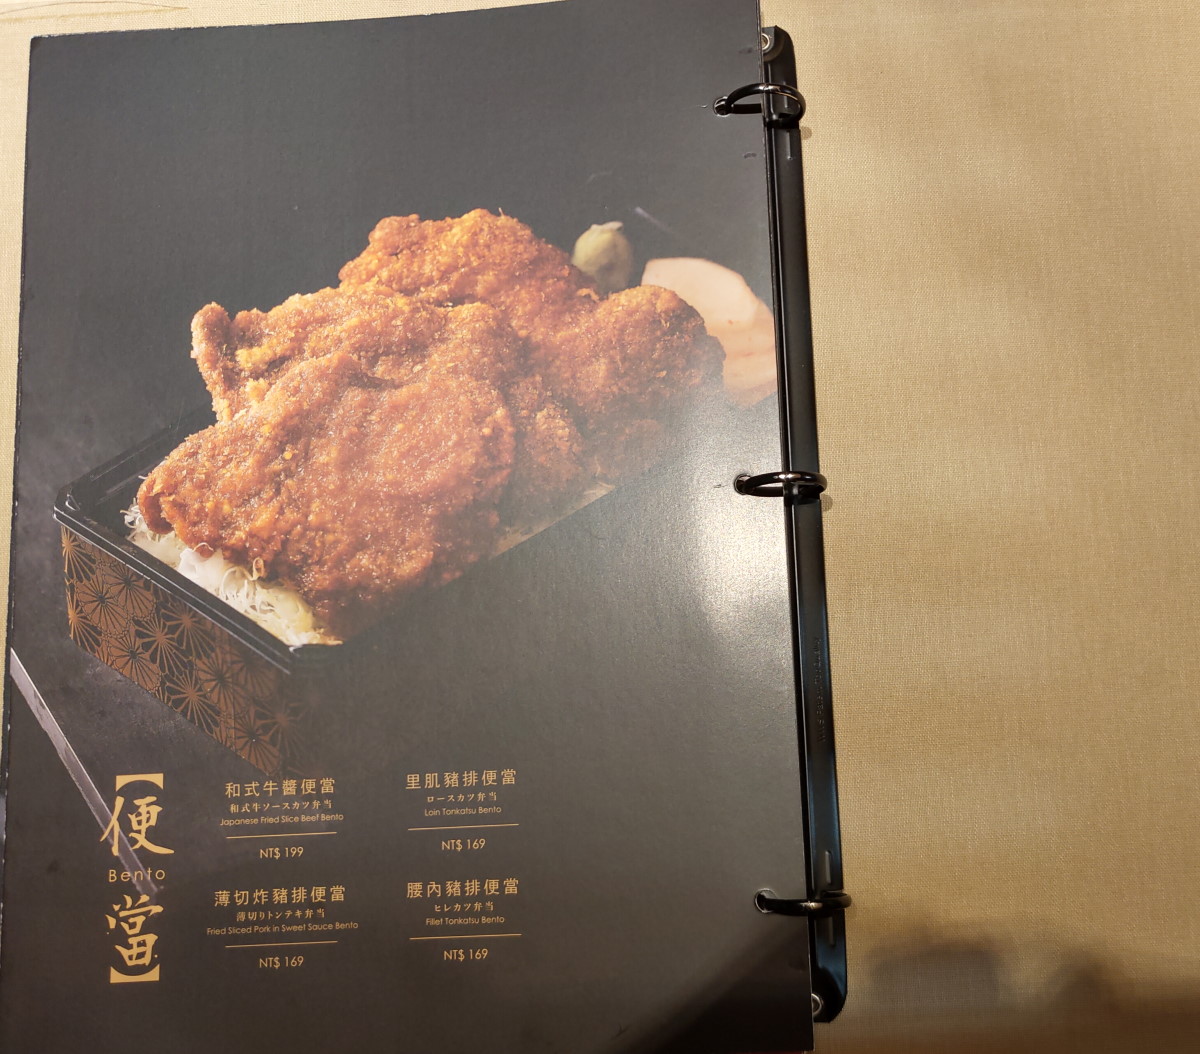 【便當】
Bento
和式牛醬便當
和式牛ソースカツ弁当
Japanese Fried Slice Beef Bento
NT$ 199
里肌豬排便當
ロースカツ弁当
Loin Tonkatsu Bento
NT$ 169
薄切炸豬排便當
薄切りトンテキ弁当
Fried Sliced Pork in Sweet Sauce Bento
NT$ 169
腰內豬排便當
ヒレカツ弁当
Fillet Tonkatsu Bento
NT$ 169